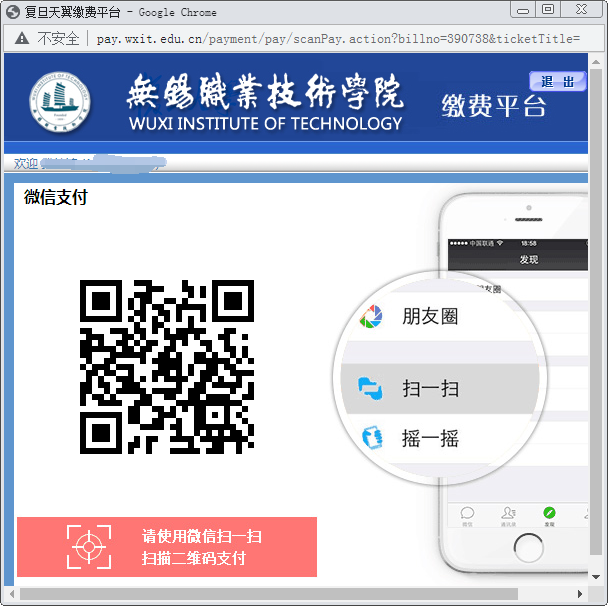 复旦天翼缴费平台 - Google Chrome
不安全 | pay.wxit.edu.cn/payment/pay/scanPay.action?billno=390738&ticketTitle=
無錫職業技術學院
WUXI INSTITUTE OF TECHNOLOGY
缴费平台
退 出
欢迎
微信支付
中国联通 18:58
发现
友圈
朋友圈
扫一扫
摇一摇
微信 通讯录 发现
请使用微信扫一扫
扫描二维码支付